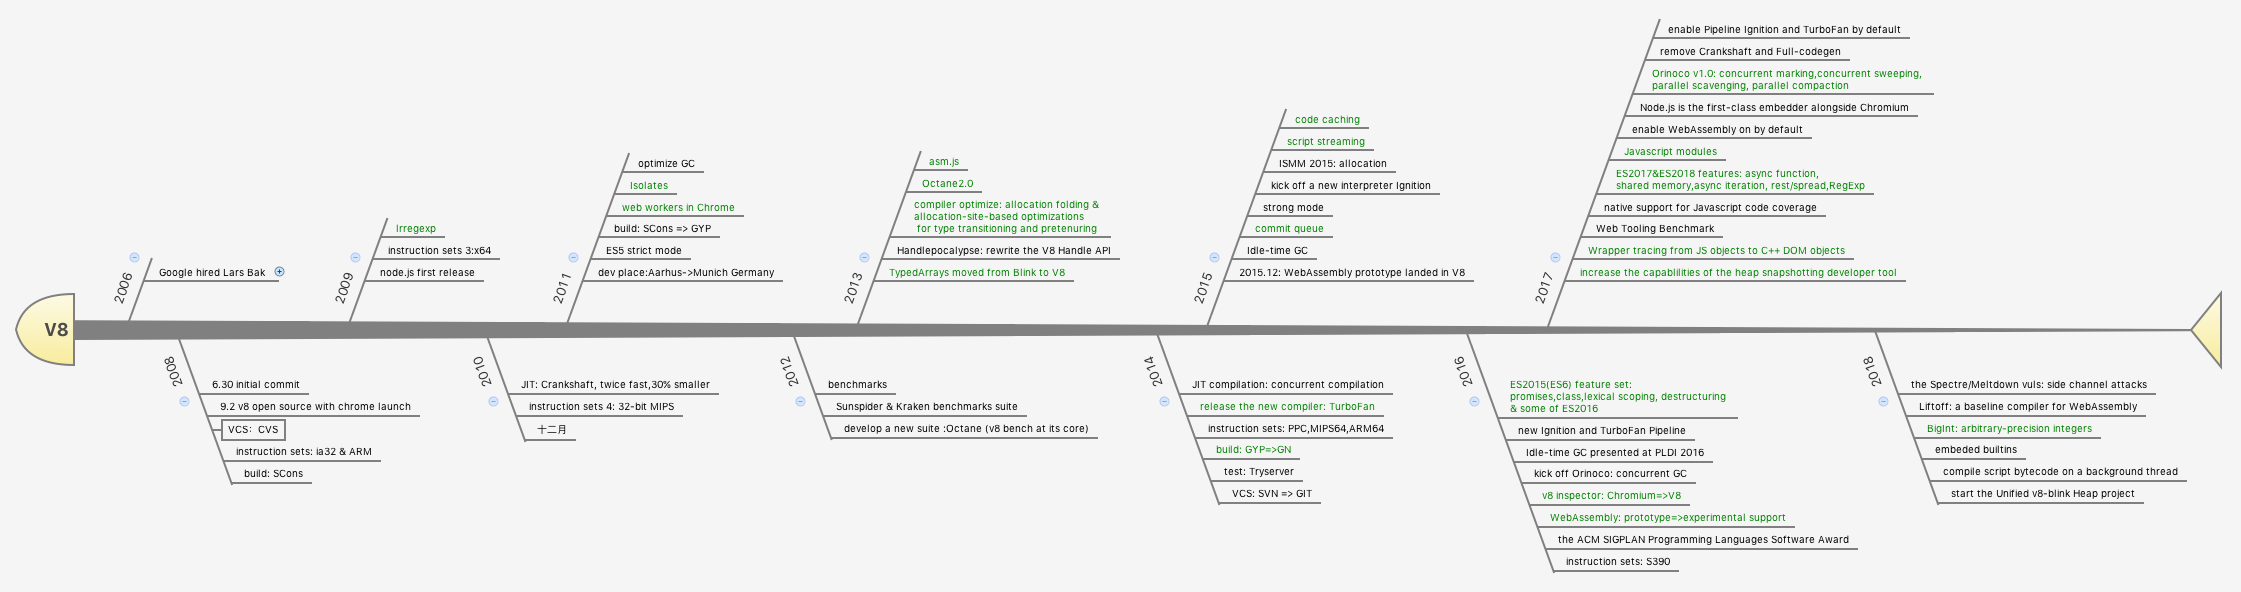 V8
2006
Google hired Lars Bak
2008
6.30 initial commit
9.2 v8 open source with chrome launch
VCS: CVS
instruction sets: ia32 & ARM
build: SCons
2009
Irregexp
instruction sets 3:x64
node.js first release
2010
JIT: Crankshaft, twice fast,30% smaller
instruction sets 4: 32-bit MIPS
十二月
2011
optimize GC
Isolates
web workers in Chrome
build: SCons => GYP
ES5 strict mode
dev place:Aarhus->Munich Germany
2012
benchmarks
Sunspider & Kraken benchmarks suite
develop a new suite :Octane (v8 bench at its core)
2013
asm.js
Octane2.0
compiler optimize: allocation folding &
allocation-site-based optimizations
for type transitioning and pretenuring
Handlepocalypse: rewrite the V8 Handle API
TypedArrays moved from Blink to V8
2014
JIT compilation: concurrent compilation
release the new compiler: TurboFan
instruction sets: PPC,MIPS64,ARM64
build: GYP=>GN
test: Tryserver
VCS: SVN => GIT
2015
code caching
script streaming
ISMM 2015: allocation
kick off a new interpreter Ignition
strong mode
commit queue
Idle-time GC
2015.12: WebAssembly prototype landed in V8
2016
ES2015(ES6) feature set:
promises,class,lexical scoping, destructuring
& some of ES2016
new Ignition and TurboFan Pipeline
Idle-time GC presented at PLDI 2016
kick off Orinoco: concurrent GC
v8 inspector: Chromium=>V8
WebAssembly: prototype=>experimental support
the ACM SIGPLAN Programming Languages Software Award
instruction sets: S390
2017
enable Pipeline Ignition and TurboFan by default
remove Crankshaft and Full-codegen
Orinoco v1.0: concurrent marking,concurrent sweeping,
parallel scavenging, parallel compaction
Node.js is the first-class embedder alongside Chromium
enable WebAssembly on by default
Javascript modules
ES2017&ES2018 features: async function,
shared memory,async iteration, rest/spread,RegExp
native support for Javascript code coverage
Web Tooling Benchmark
Wrapper tracing from JS objects to C++ DOM objects
increase the capablilities of the heap snapshotting developer tool
2018
the Spectre/Meltdown vuls: side channel attacks
Liftoff: a baseline compiler for WebAssembly
BigInt: arbitrary-precision integers
embeded builtins
compile script bytecode on a background thread
start the Unified v8-blink Heap project